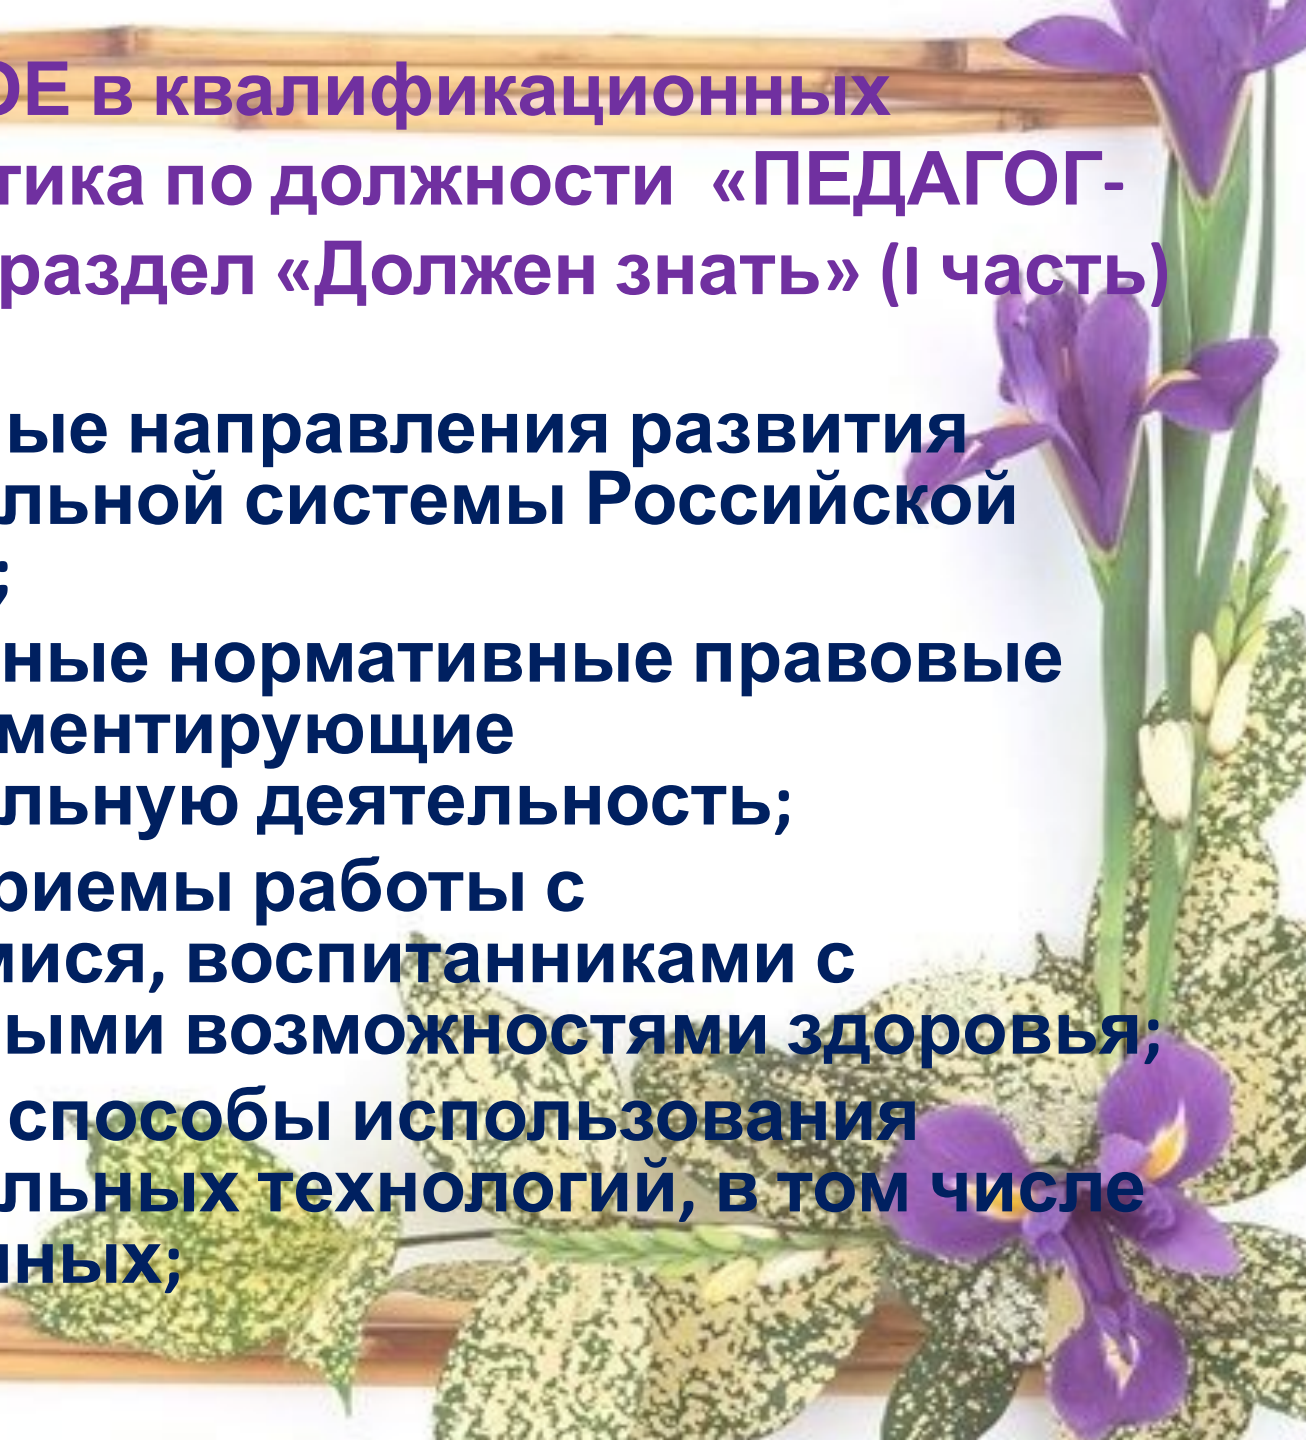 ОЕ в квалификационных
тика по должности «ПЕДАГОГ-
раздел «Должен знать» (I часть)
ые направления развития
льной системы Российской
;
ные нормативные правовые
ментирующие
льную деятельность;
риемы работы с
мися, воспитанниками с
ыми возможностями здоровья;
способы использования
льных технологий, в том числе
нных;